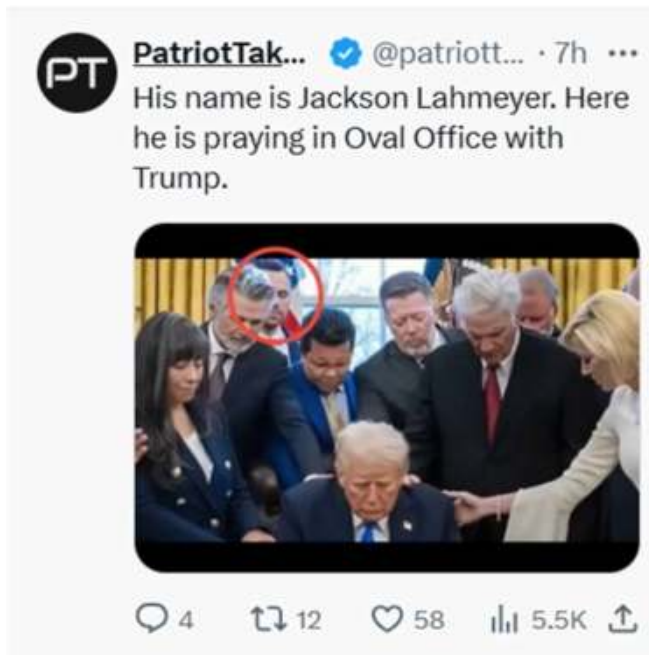 PT
PatriotTak... @patriott... · 7h ···
His name is Jackson Lahmeyer. Here
he is praying in Oval Office with
Trump.
4 12 58 5.5K